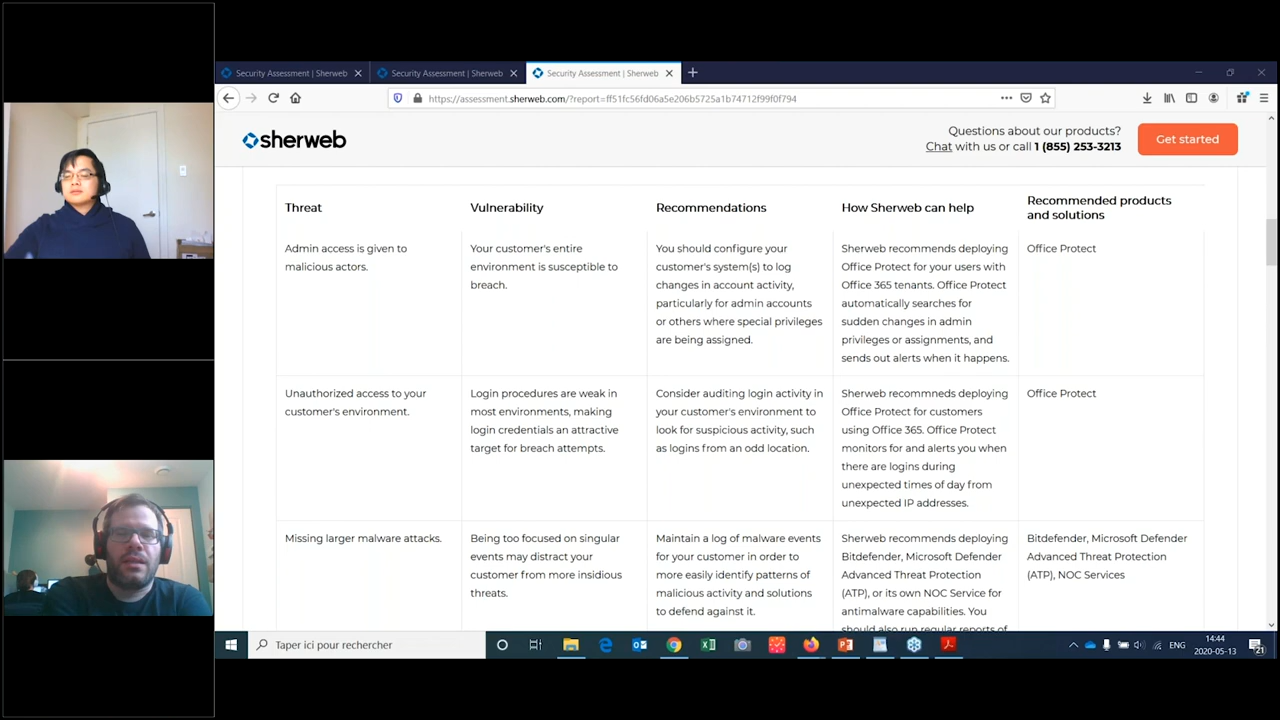 Security Assessment | Sherweb
Security Assessment | Sherweb
Security Assessment | Sherweb
https://assessment.sherweb.com/?report=ff51fc56fd06a5e206b5725a1b74712f99f0f794
sherweb
Questions about our products?
Chat with us or call 1 (855) 253-3213
Get started
Threat
Vulnerability
Recommendations
How Sherweb can help
Recommended products
and solutions
Admin access is given to
malicious actors.
Your customer's entire
environment is susceptible to
breach.
You should configure your
customer's system(s) to log
changes in account activity,
particularly for admin accounts
or others where special privileges
are being assigned.
Sherweb recommends deploying
Office Protect for your users with
Office 365 tenants. Office Protect
automatically searches for
sudden changes in admin
privileges or assignments, and
sends out alerts when it happens.
Office Protect
Unauthorized access to your
customer's environment.
Login procedures are weak in
most environments, making
login credentials an attractive
target for breach attempts.
Consider auditing login activity in
your customer's environment to
look for suspicious activity, such
as logins from an odd location.
Sherweb recommneds deploying
Office Protect for customers
using Office 365. Office Protect
monitors for and alerts you when
there are logins during
unexpected times of day from
unexpected IP addresses.
Office Protect
Missing larger malware attacks.
Being too focused on singular
events may distract your
customer from more insidious
threats.
Maintain a log of malware events
for your customer in order to
more easily identify patterns of
malicious activity and solutions
to defend against it.
Sherweb recommends deploying
Bitdefender, Microsoft Defender
Advanced Threat Protection
(ATP), or its own NOC Service for
antimalware capabilities. You
should also run regular reports of
Bitdefender, Microsoft Defender
Advanced Threat Protection
(ATP), NOC Services
Taper ici pour rechercher
ENG
14:44
2020-05-13
21